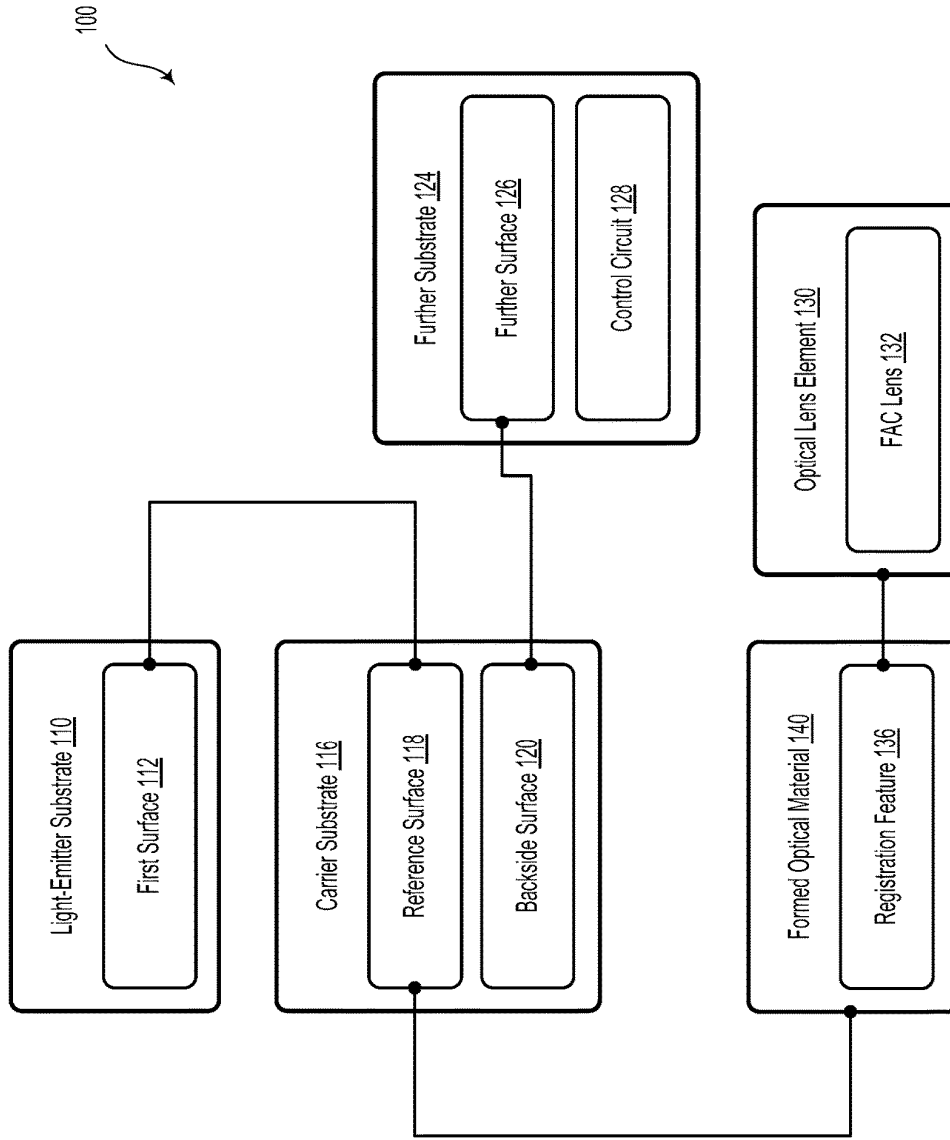 100
Light-Emitter Substrate 110
First Surface 112
Carrier Substrate 116
Reference Surface 118
Backside Surface 120
Further Substrate 124
Further Surface 126
Control Circuit 128
Formed Optical Material 140
Registration Feature 136
Optical Lens Element 130
FAC Lens 132